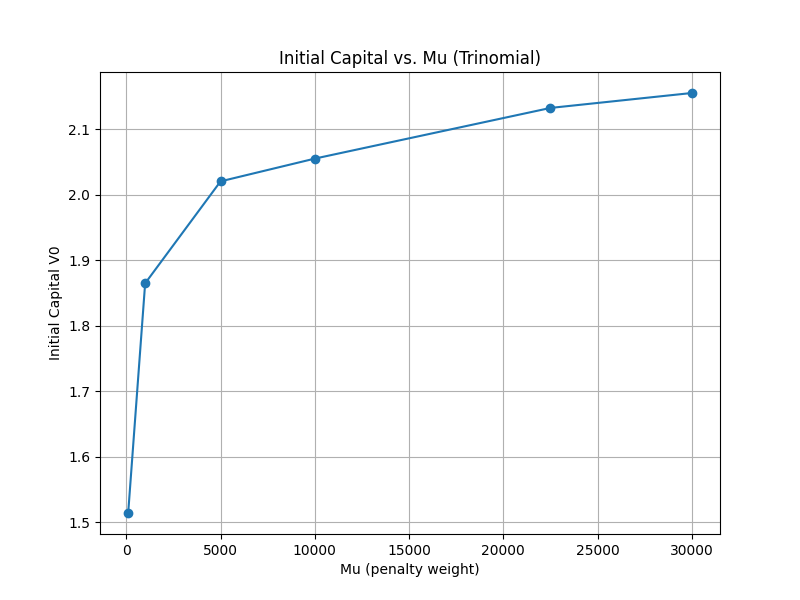 Initial Capital vs. Mu (Trinomial)
Initial Capital V0
2.1
2.0
1.9
1.8
1.7
1.6
1.5
0 5000 10000 15000 20000 25000 30000
Mu (penalty weight)